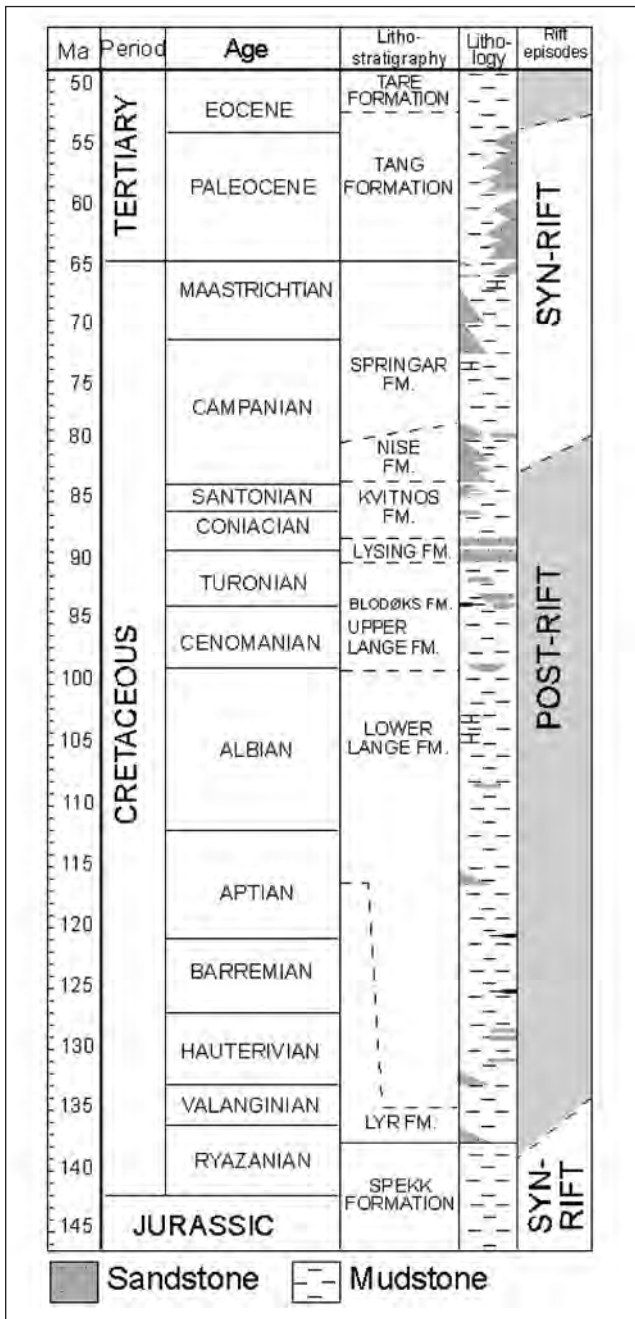 Ma Period Age Litho-stratigraphy Litho-logy Rift episodes
50
55
60
65
70
75
80
85
90
95
100
105
110
115
120
125
130
135
140
145
TERTIARY
CRETACEOUS
JURASSIC
EOCENE
PALEOCENE
MAASTRICHTIAN
CAMPANIAN
SANTONIAN
CONIACIAN
TURONIAN
CENOMANIAN
ALBIAN
APTIAN
BARREMIAN
HAUTERIVIAN
VALANGINIAN
RYAZANIAN
TARE
FORMATION
TANG
FORMATION
SPRINGAR
FM.
NISE
FM.
KVITNOS
FM.
LYSING FM.
BLODØKS FM.
UPPER
LANGE FM.
LOWER
LANGE FM.
LYR FM.
SPEKK
FORMATION
SYN-RIFT
POST-RIFT
SYN-
RIFT
Sandstone
Mudstone